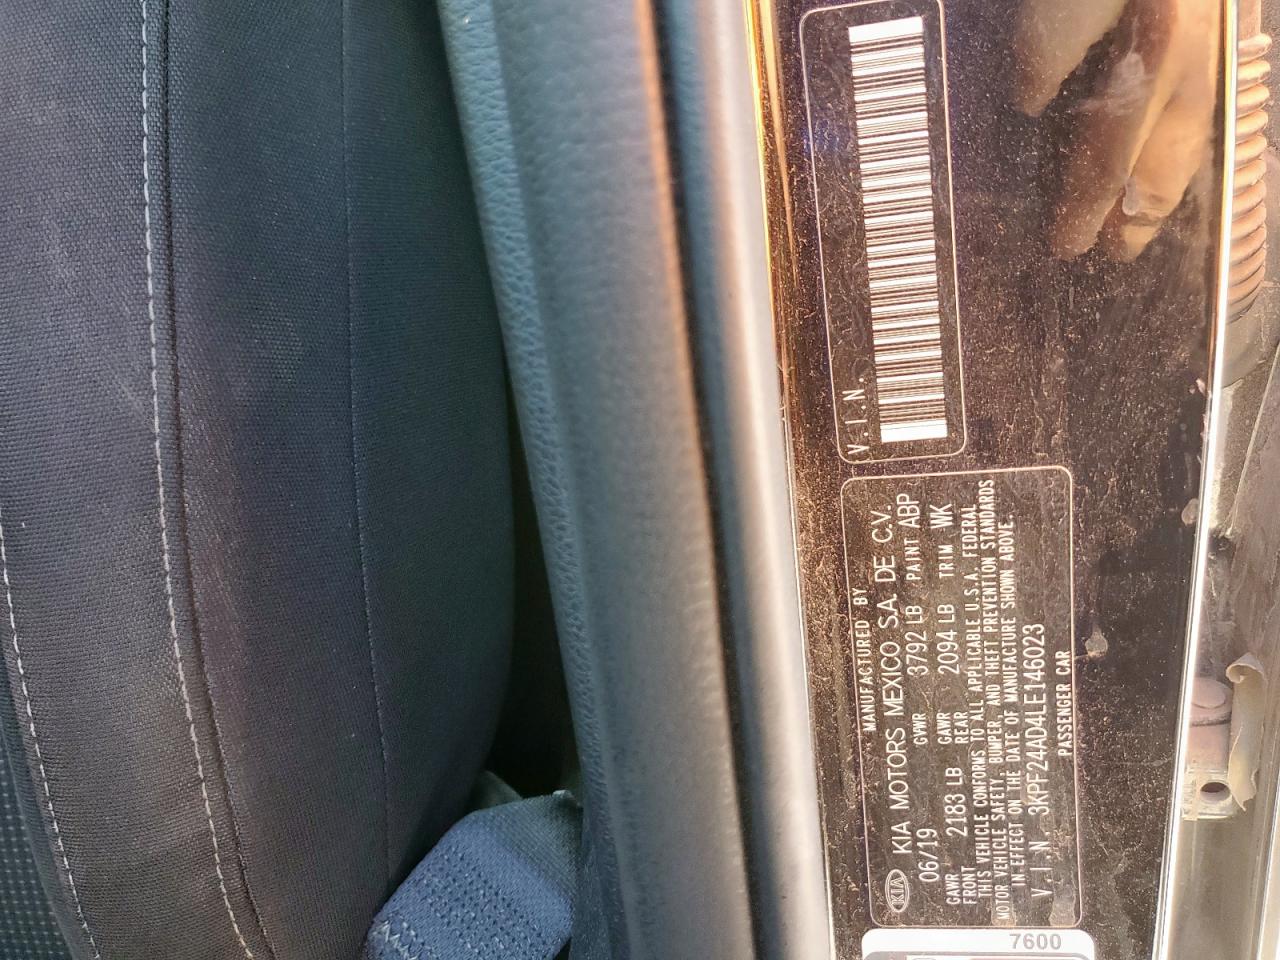 V.I.N.
MANUFACTURED BY
KIA KIA MOTORS MEXICO S.A. DE C.V.
06/19 GVWR 3792 LB PAINT ABP
GAWR FRONT 2183 LB GAWR REAR 2094 LB TRIM WK
THIS VEHICLE CONFORMS TO ALL APPLICABLE U.S.A. FEDERAL
MOTOR VEHICLE SAFETY, BUMPER, AND THEFT PREVENTION STANDARDS
IN EFFECT ON THE DATE OF MANUFACTURE SHOWN ABOVE.
V.I.N. 3KPF24AD4LE146023
PASSENGER CAR
7600